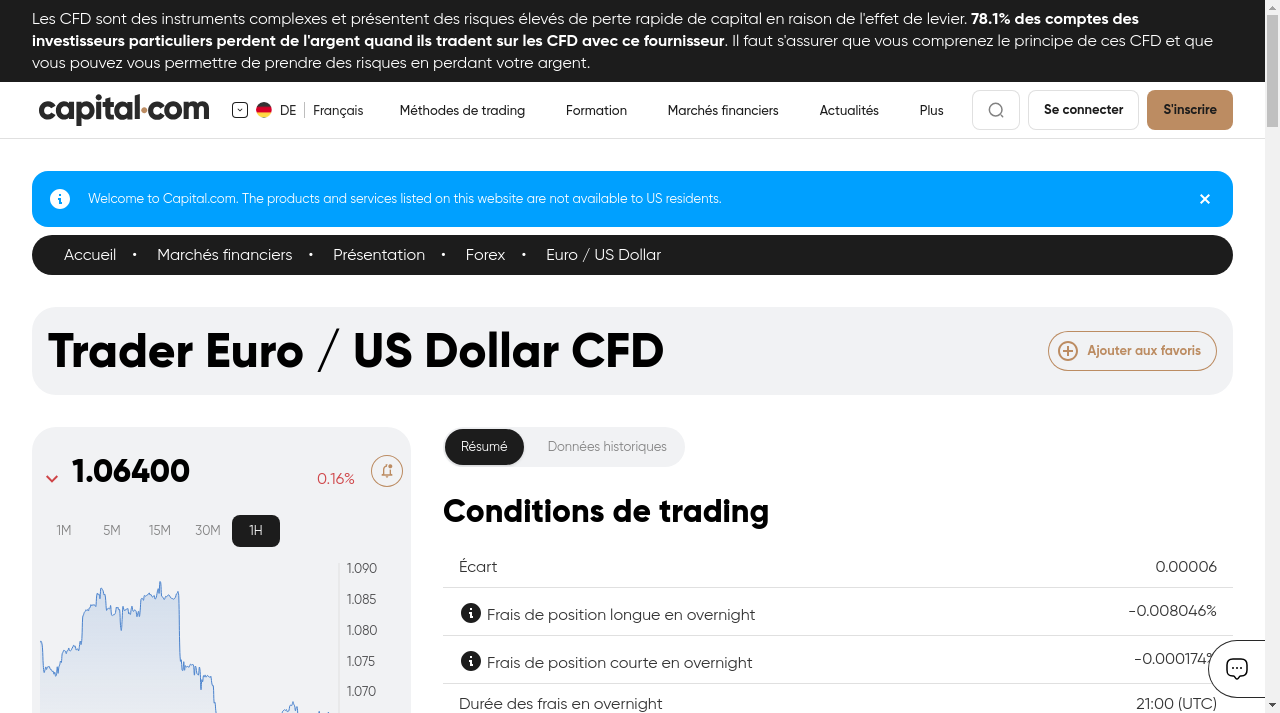 Les CFD sont des instruments complexes et présentent des risques élevés de perte rapide de capital en raison de l'effet de levier. 78.1% des comptes des
investisseurs particuliers perdent de l'argent quand ils tradent sur les CFD avec ce fournisseur. Il faut s'assurer que vous comprenez le principe de ces CFD et que
vous pouvez vous permettre de prendre des risques en perdant votre argent.
capital.com DE Français Méthodes de trading Formation Marchés financiers Actualités Plus Se connecter S'inscrire
Welcome to Capital.com. The products and services listed on this website are not available to US residents.
Accueil • Marchés financiers • Présentation • Forex • Euro / US Dollar
Trader Euro / US Dollar CFD
Ajouter aux favoris
1.06400 0.16%
1M 5M 15M 30M 1H
1.090
1.085
1.080
1.075
1.070
Résumé Données historiques
Conditions de trading
Écart 0.00006
Frais de position longue en overnight -0.008046%
Frais de position courte en overnight -0.000174%
Durée des frais en overnight 21:00 (UTC)